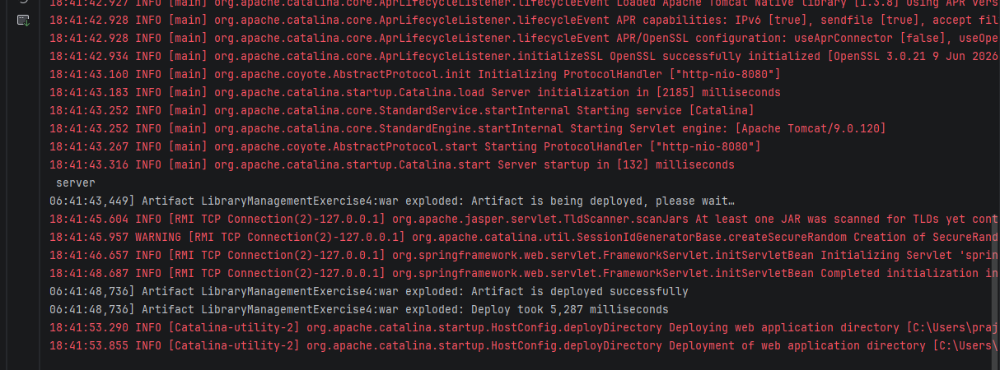 18:41:42.927 INFO [main] org.apache.catalina.core.AprLifecycleListener.lifecycleEvent Loaded Apache Tomcat Native library [1.3.8] using APR vers
18:41:42.928 INFO [main] org.apache.catalina.core.AprLifecycleListener.lifecycleEvent APR capabilities: IPv6 [true], sendfile [true], accept fil
18:41:42.928 INFO [main] org.apache.catalina.core.AprLifecycleListener.lifecycleEvent APR/OpenSSL configuration: useAprConnector [false], useOpe
18:41:42.934 INFO [main] org.apache.catalina.core.AprLifecycleListener.initializeSSL OpenSSL successfully initialized [OpenSSL 3.0.21 9 Jun 2026
18:41:43.160 INFO [main] org.apache.coyote.AbstractProtocol.init Initializing ProtocolHandler ["http-nio-8080"]
18:41:43.183 INFO [main] org.apache.catalina.startup.Catalina.load Server initialization in [2185] milliseconds
18:41:43.252 INFO [main] org.apache.catalina.core.StandardService.startInternal Starting service [Catalina]
18:41:43.252 INFO [main] org.apache.catalina.core.StandardEngine.startInternal Starting Servlet engine: [Apache Tomcat/9.0.120]
18:41:43.267 INFO [main] org.apache.coyote.AbstractProtocol.start Starting ProtocolHandler ["http-nio-8080"]
18:41:43.316 INFO [main] org.apache.catalina.startup.Catalina.start Server startup in [132] milliseconds
server
06:41:43,449] Artifact LibraryManagementExercise4:war exploded: Artifact is being deployed, please wait…
18:41:45.604 INFO [RMI TCP Connection(2)-127.0.0.1] org.apache.jasper.servlet.TldScanner.scanJars At least one JAR was scanned for TLDs yet cont
18:41:45.957 WARNING [RMI TCP Connection(2)-127.0.0.1] org.apache.catalina.util.SessionIdGeneratorBase.createSecureRandom Creation of SecureRand
18:41:46.657 INFO [RMI TCP Connection(2)-127.0.0.1] org.springframework.web.servlet.FrameworkServlet.initServletBean Initializing Servlet 'sprin
18:41:48.687 INFO [RMI TCP Connection(2)-127.0.0.1] org.springframework.web.servlet.FrameworkServlet.initServletBean Completed initialization in
06:41:48,736] Artifact LibraryManagementExercise4:war exploded: Artifact is deployed successfully
06:41:48,736] Artifact LibraryManagementExercise4:war exploded: Deploy took 5,287 milliseconds
18:41:53.290 INFO [Catalina-utility-2] org.apache.catalina.startup.HostConfig.deployDirectory Deploying web application directory [C:\Users\praj
18:41:53.855 INFO [Catalina-utility-2] org.apache.catalina.startup.HostConfig.deployDirectory Deployment of web application directory [C:\Users\